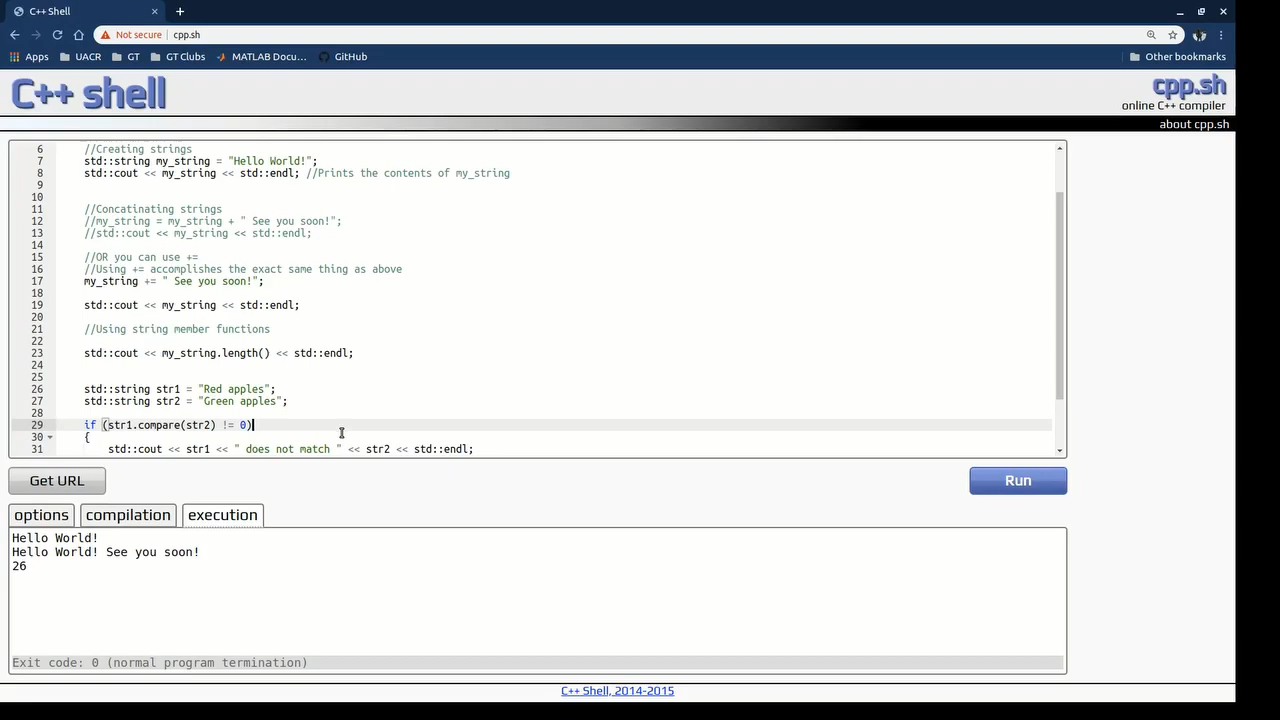 C++ Shell
Not secure cpp.sh
Apps UACR GT GT Clubs MATLAB Docu... GitHub Other bookmarks
C++ shell
cpp.sh
online C++ compiler
about cpp.sh
6 //Creating strings
7 std::string my_string = "Hello World!";
8 std::cout << my_string << std::endl; //Prints the contents of my_string
9
10
11 //Concatinating strings
12 //my_string = my_string + " See you soon!";
13 //std::cout << my_string << std::endl;
14
15 //OR you can use +=
16 //Using += accomplishes the exact same thing as above
17 my_string += " See you soon!";
18
19 std::cout << my_string << std::endl;
20
21 //Using string member functions
22
23 std::cout << my_string.length() << std::endl;
24
25
26 std::string str1 = "Red apples";
27 std::string str2 = "Green apples";
28
29 if (str1.compare(str2) != 0)
30 {
31 std::cout << str1 << " does not match " << str2 << std::endl;
Get URL Run
options compilation execution
Hello World!
Hello World! See you soon!
26
Exit code: 0 (normal program termination)
C++ Shell, 2014-2015